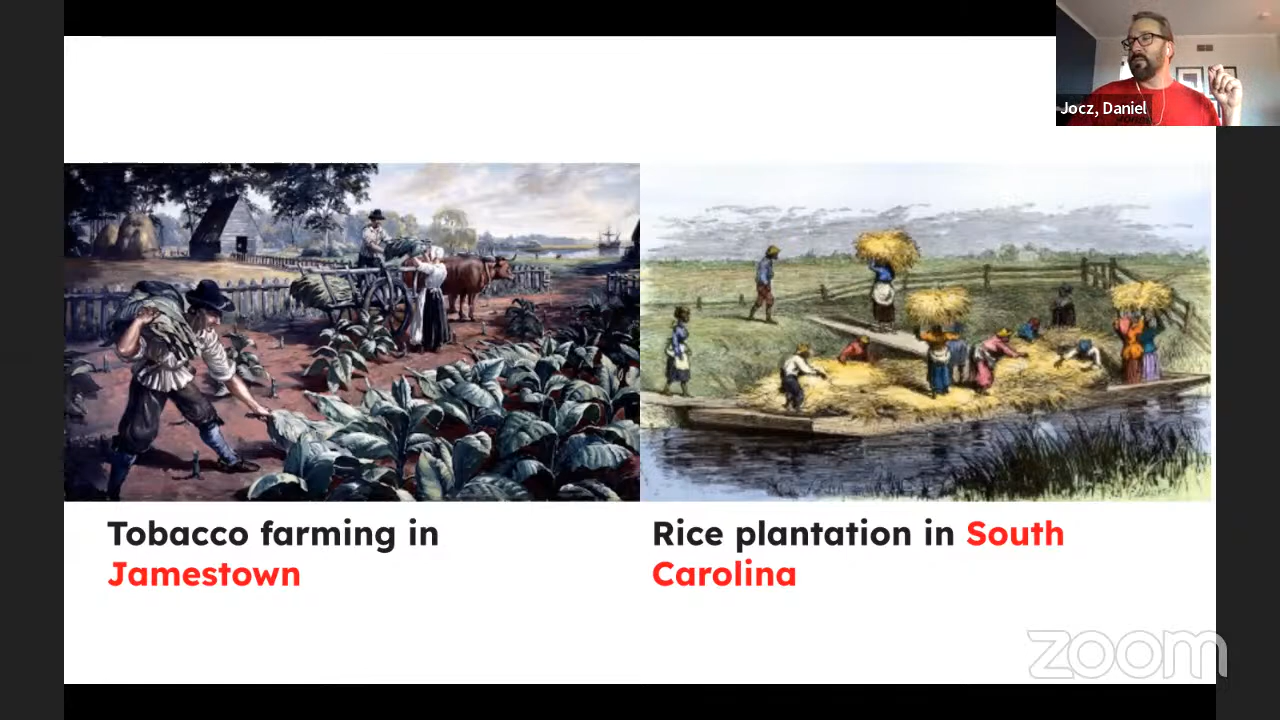 Jocz, Daniel
Tobacco farming in
Jamestown
Rice plantation in South
Carolina
zoom